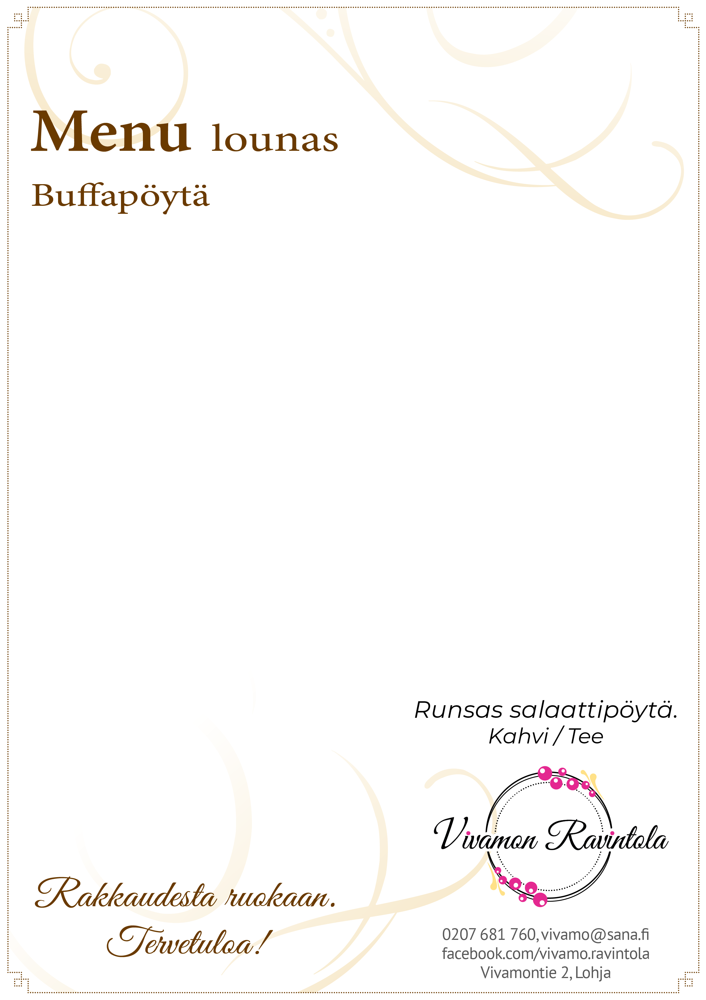 Menu lounas
Buffapöytä
Runsas salaattipöytä.
Kahvi / Tee
Vivamon Ravintola
Rakkaudesta ruokaan.
Tervetuloa!
0207 681 760, vivamo@sana.fi
facebook.com/vivamo.ravintola
Vivamontie 2, Lohja